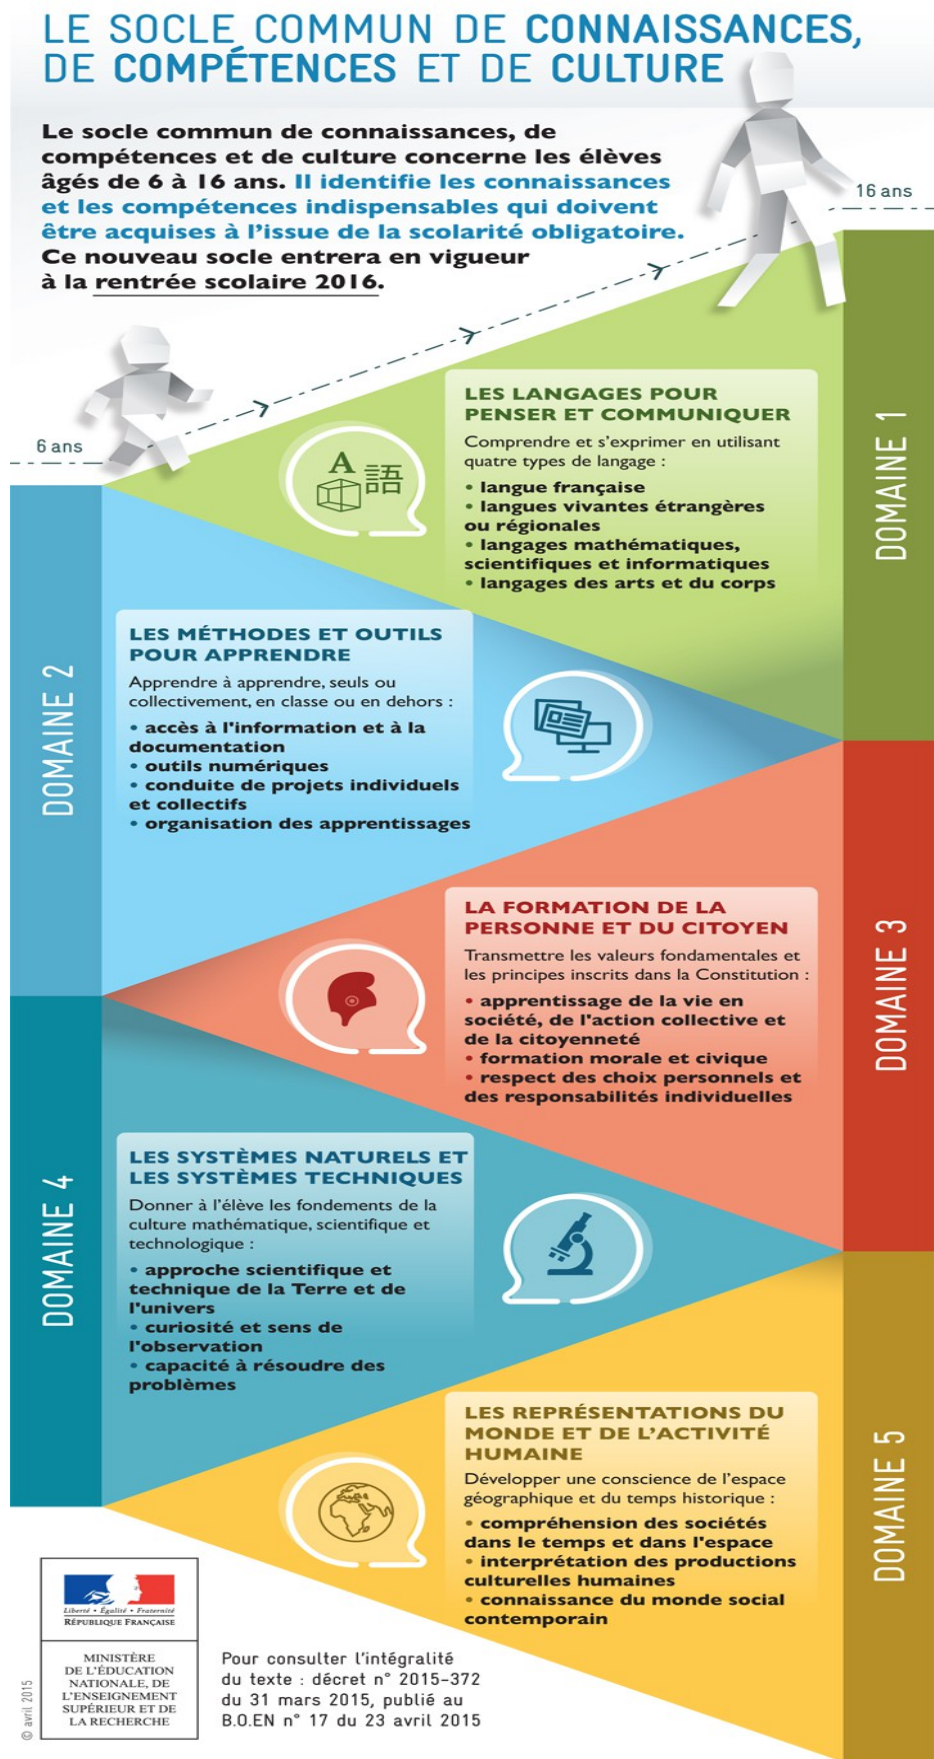 LE SOCLE COMMUN DE CONNAISSANCES,
DE COMPÉTENCES ET DE CULTURE
Le socle commun de connaissances, de
compétences et de culture concerne les élèves
âgés de 6 à 16 ans. Il identifie les connaissances
et les compétences indispensables qui doivent
être acquises à l'issue de la scolarité obligatoire.
Ce nouveau socle entrera en vigueur
à la rentrée scolaire 2016.
16 ans
6 ans
DOMAINE 1
LES LANGAGES POUR
PENSER ET COMMUNIQUER
Comprendre et s'exprimer en utilisant
quatre types de langage :
• langue française
• langues vivantes étrangères
ou régionales
• langages mathématiques,
scientifiques et informatiques
• langages des arts et du corps
A 語
DOMAINE 2
LES MÉTHODES ET OUTILS
POUR APPRENDRE
Apprendre à apprendre, seuls ou
collectivement, en classe ou en dehors :
• accès à l'information et à la
documentation
• outils numériques
• conduite de projets individuels
et collectifs
• organisation des apprentissages
DOMAINE 3
LA FORMATION DE LA
PERSONNE ET DU CITOYEN
Transmettre les valeurs fondamentales et
les principes inscrits dans la Constitution :
• apprentissage de la vie en
société, de l'action collective et
de la citoyenneté
• formation morale et civique
• respect des choix personnels et
des responsabilités individuelles
DOMAINE 4
LES SYSTÈMES NATURELS ET
LES SYSTÈMES TECHNIQUES
Donner à l'élève les fondements de la
culture mathématique, scientifique et
technologique :
• approche scientifique et
technique de la Terre et de
l'univers
• curiosité et sens de
l'observation
• capacité à résoudre des
problèmes
DOMAINE 5
LES REPRÉSENTATIONS DU
MONDE ET DE L'ACTIVITÉ
HUMAINE
Développer une conscience de l'espace
géographique et du temps historique :
• compréhension des sociétés
dans le temps et dans l'espace
• interprétation des productions
culturelles humaines
• connaissance du monde social
contemporain
Liberté • Égalité • Fraternité
RÉPUBLIQUE FRANÇAISE
MINISTÈRE
DE L'ÉDUCATION
NATIONALE, DE
L'ENSEIGNEMENT
SUPÉRIEUR ET DE
LA RECHERCHE
© avril 2015
Pour consulter l'intégralité
du texte : décret n° 2015-372
du 31 mars 2015, publié au
B.O.EN n° 17 du 23 avril 2015